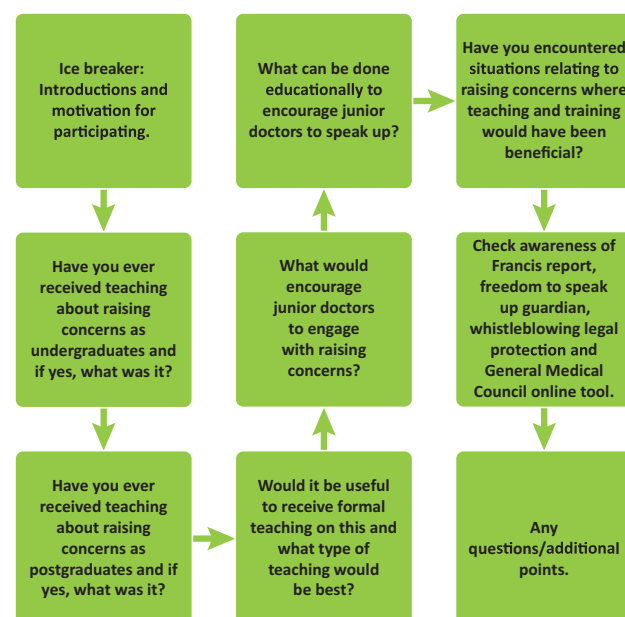 Ice breaker:
Introductions and
motivation for
participating.
Have you ever
received teaching
about raising
concerns as
undergraduates and
if yes, what was it?
Have you ever
received teaching
about raising
concerns as
postgraduates and if
yes, what was it?
Would it be useful
to receive formal
teaching on this and
what type of
teaching would
be best?
What would
encourage
junior doctors
to engage
with raising
concerns?
What can be done
educationally to
encourage junior
doctors to speak up?
Have you encountered
situations relating to
raising concerns where
teaching and training
would have been
beneficial?
Check awareness of
Francis report,
freedom to speak
up guardian,
whistleblowing legal
protection and
General Medical
Council online tool.
Any
questions/additional
points.